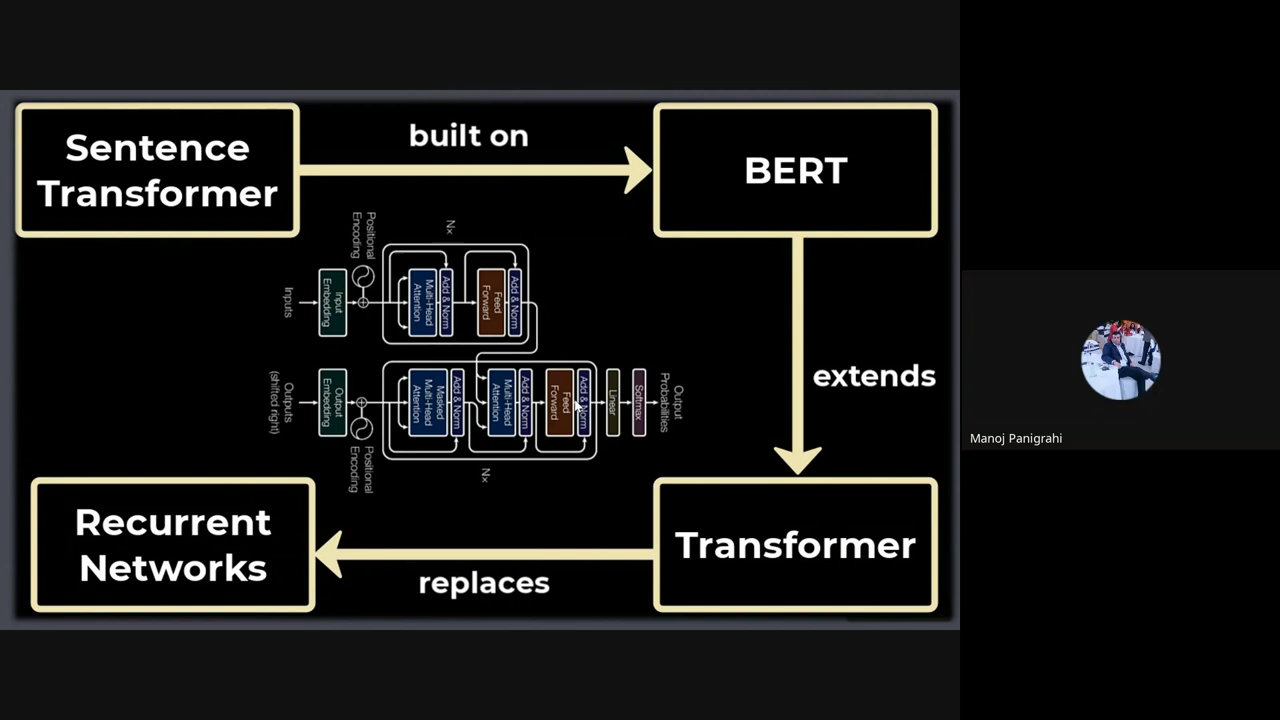 Sentence
Transformer
built on
BERT
Positional
Encoding
Nx
Inputs
Input
Embedding
Multi-Head
Attention
Add & Norm
Feed
Forward
Add & Norm
Outputs
(shifted right)
Output
Embedding
Positional
Encoding
Masked
Multi-Head
Attention
Add & Norm
Multi-Head
Attention
Add & Norm
Feed
Forward
Add & Norm
Linear
Softmax
Output
Probabilities
Nx
extends
Manoj Panigrahi
Recurrent
Networks
replaces
Transformer